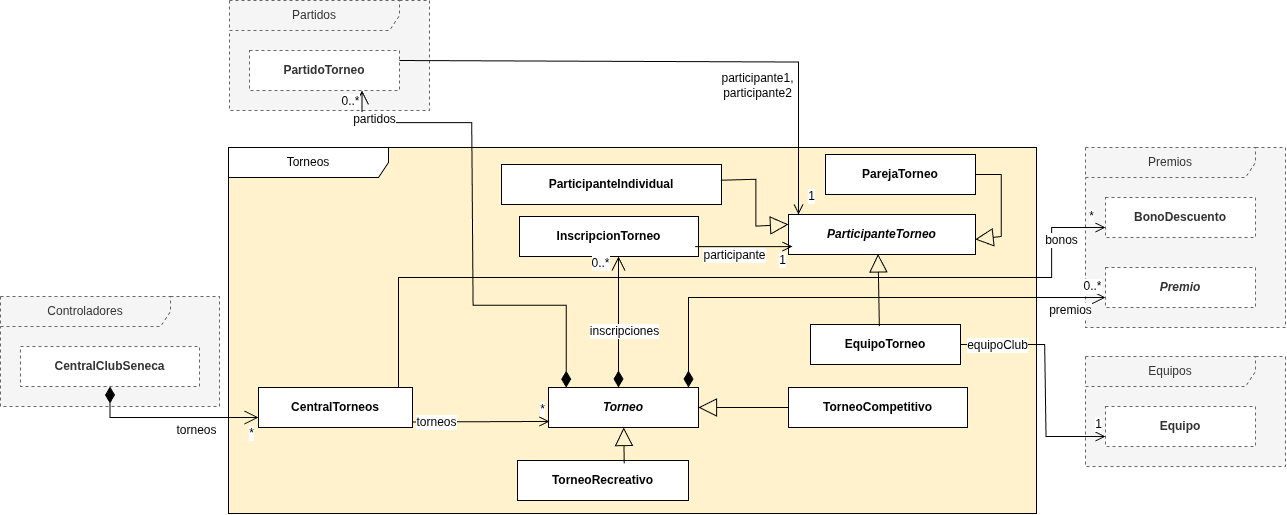 Partidos
PartidoTorneo
participante1,
participante2
0..*
partidos
Torneos
ParticipanteIndividual
ParejaTorneo
1
Premios
InscripcionTorneo
ParticipanteTorneo
BonoDescuento
*
bonos
participante
1
0..*
Premio
0..*
premios
Controladores
inscripciones
EquipoTorneo
equipoClub
CentralClubSeneca
Equipos
CentralTorneos
Torneo
TorneoCompetitivo
*
torneos
torneos
*
1
Equipo
TorneoRecreativo